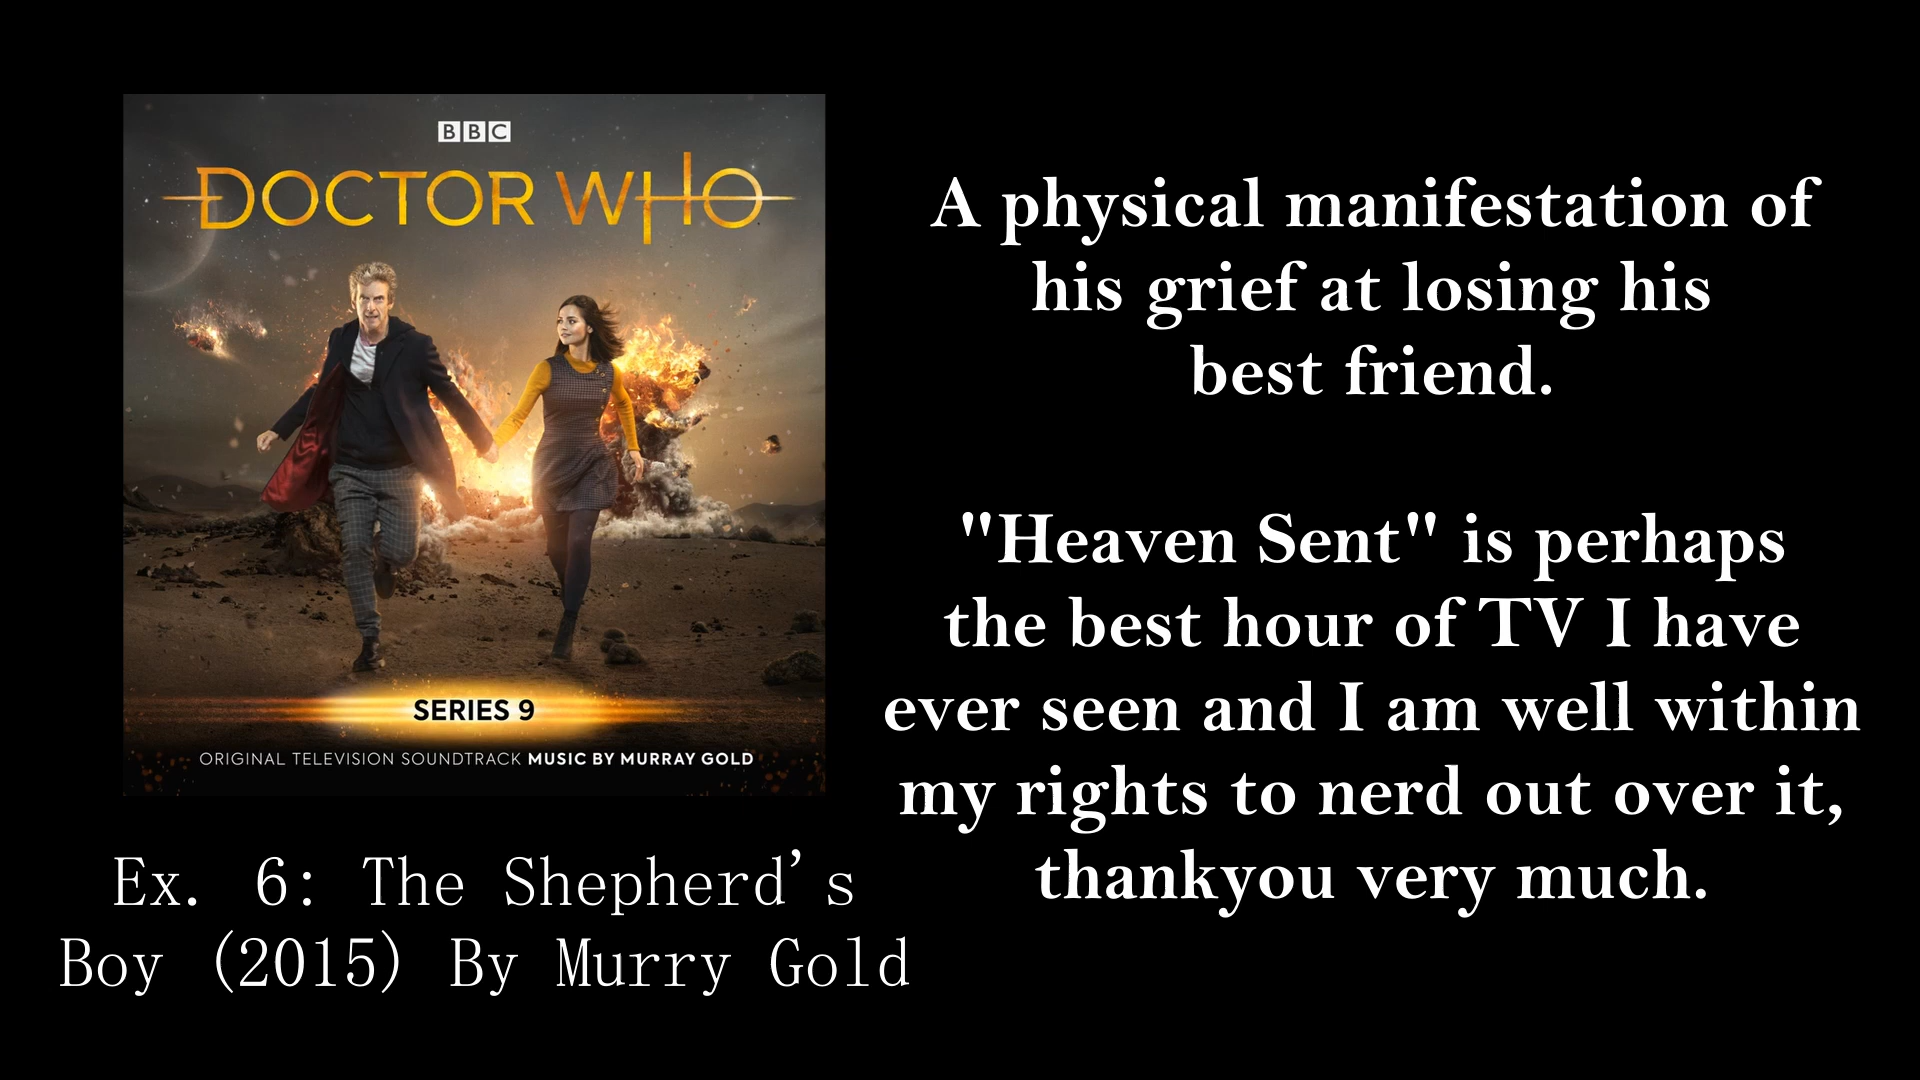 BBC
DOCTOR WHO
SERIES 9
ORIGINAL TELEVISION SOUNDTRACK MUSIC BY MURRAY GOLD
Ex. 6: The Shepherd's
Boy (2015) By Murry Gold
A physical manifestation of
his grief at losing his
best friend.
"Heaven Sent" is perhaps
the best hour of TV I have
ever seen and I am well within
my rights to nerd out over it,
thankyou very much.